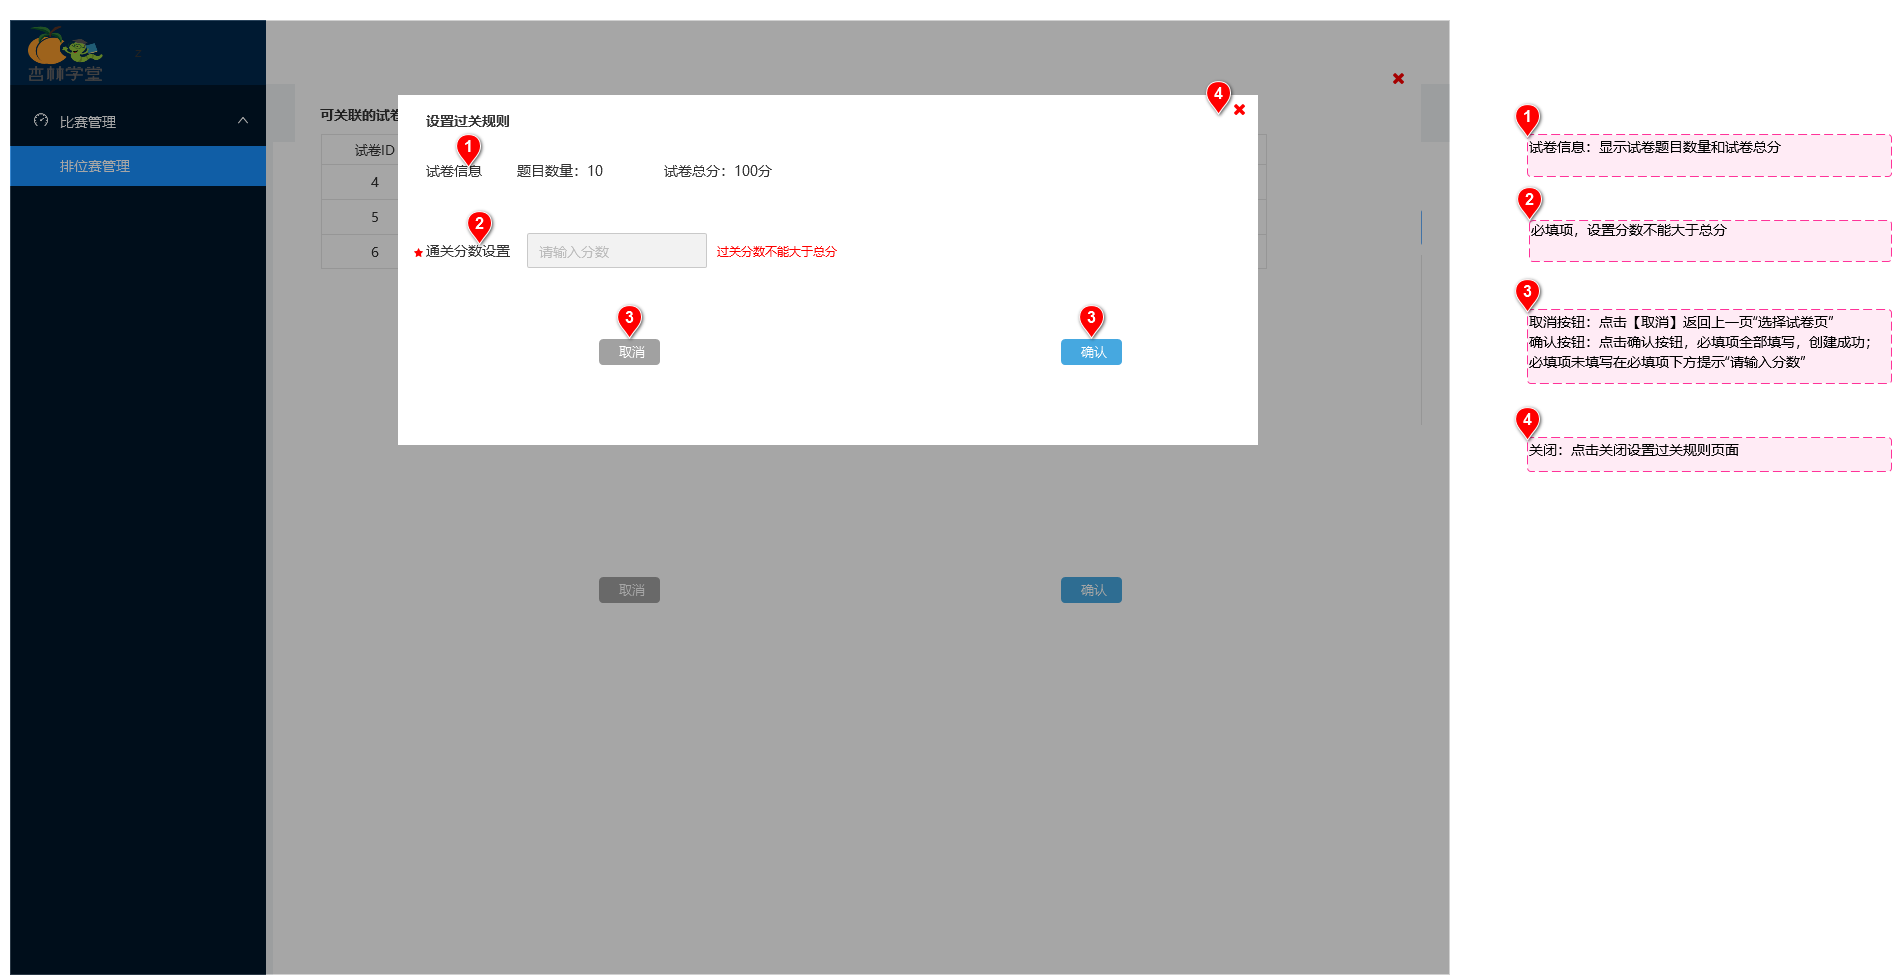 杏林学堂
z
比赛管理
排位赛管理
可关联的试卷
试卷ID
4
5
6
设置过关规则
4
1
试卷信息
题目数量：10
试卷总分：100分
2
通关分数设置
请输入分数
过关分数不能大于总分
3
3
取消
确认
取消
确认
1
试卷信息：显示试卷题目数量和试卷总分
2
必填项，设置分数不能大于总分
3
取消按钮：点击【取消】返回上一页“选择试卷页”
确认按钮：点击确认按钮，必填项全部填写，创建成功；
必填项未填写在必填项下方提示“请输入分数”
4
关闭：点击关闭设置过关规则页面